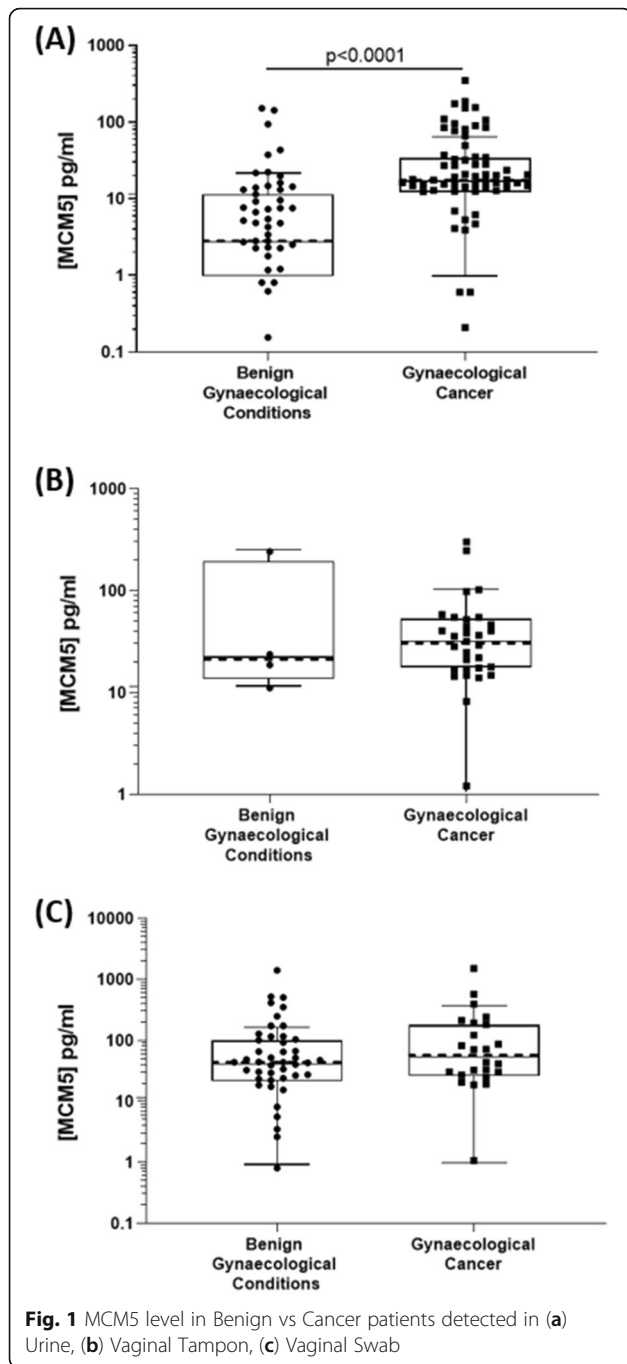 (A)
p<0.0001
[MCM5] pg/ml
1000
100
10
1
0.1
Benign
Gynaecological
Conditions
Gynaecological
Cancer
(B)
[MCM5] pg/ml
1000
100
10
1
Benign
Gynaecological
Conditions
Gynaecological
Cancer
(C)
[MCM5] pg/ml
10000
1000
100
10
1
0.1
Benign
Gynaecological
Conditions
Gynaecological
Cancer
Fig. 1 MCM5 level in Benign vs Cancer patients detected in (a)
Urine, (b) Vaginal Tampon, (c) Vaginal Swab